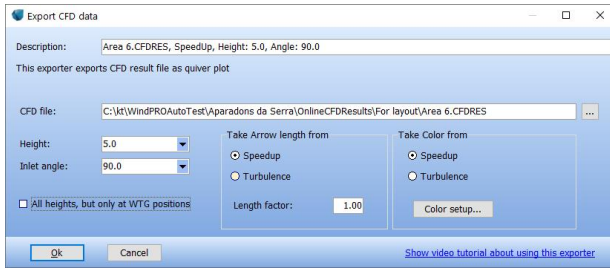 Export CFD data
Description: Area 6.CFDRES, SpeedUp, Height: 5.0, Angle: 90.0
This exporter exports CFD result file as quiver plot
CFD file: C:\kt\WindPROAutoTest\Aparadons da Serra\OnlineCFDResults\For layout\Area 6.CFDRES ...
Height: 5.0
Inlet angle: 90.0
All heights, but only at WTG positions
Take Arrow length from
Speedup
Turbulence
Length factor: 1.00
Take Color from
Speedup
Turbulence
Color setup...
Ok Cancel Show video tutorial about using this exporter